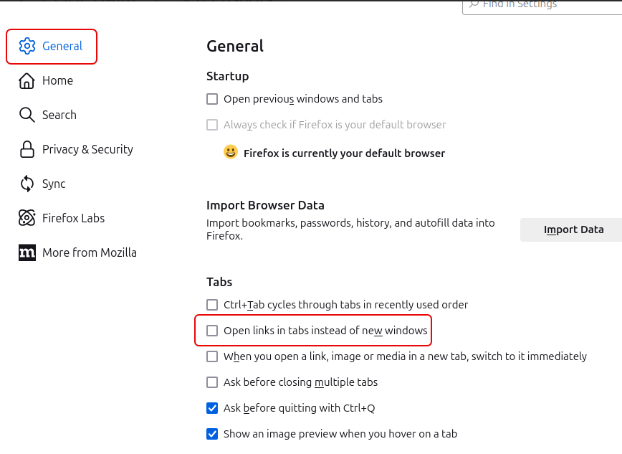 Find in Settings
General
Home
Search
Privacy & Security
Sync
Firefox Labs
More from Mozilla
General
Startup
Open previous windows and tabs
Always check if Firefox is your default browser
Firefox is currently your default browser
Import Browser Data
Import bookmarks, passwords, history, and autofill data into
Firefox.
Import Data
Tabs
Ctrl+Tab cycles through tabs in recently used order
Open links in tabs instead of new windows
When you open a link, image or media in a new tab, switch to it immediately
Ask before closing multiple tabs
Ask before quitting with Ctrl+Q
Show an image preview when you hover on a tab